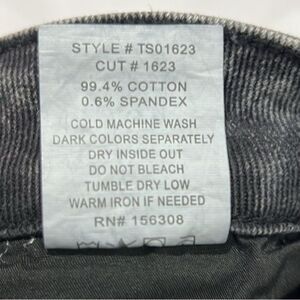 STYLE # TS01623
CUT # 1623
99.4% COTTON
0.6% SPANDEX
COLD MACHINE WASH
DARK COLORS SEPARATELY
DRY INSIDE OUT
DO NOT BLEACH
TUMBLE DRY LOW
WARM IRON IF NEEDED
RN# 156308